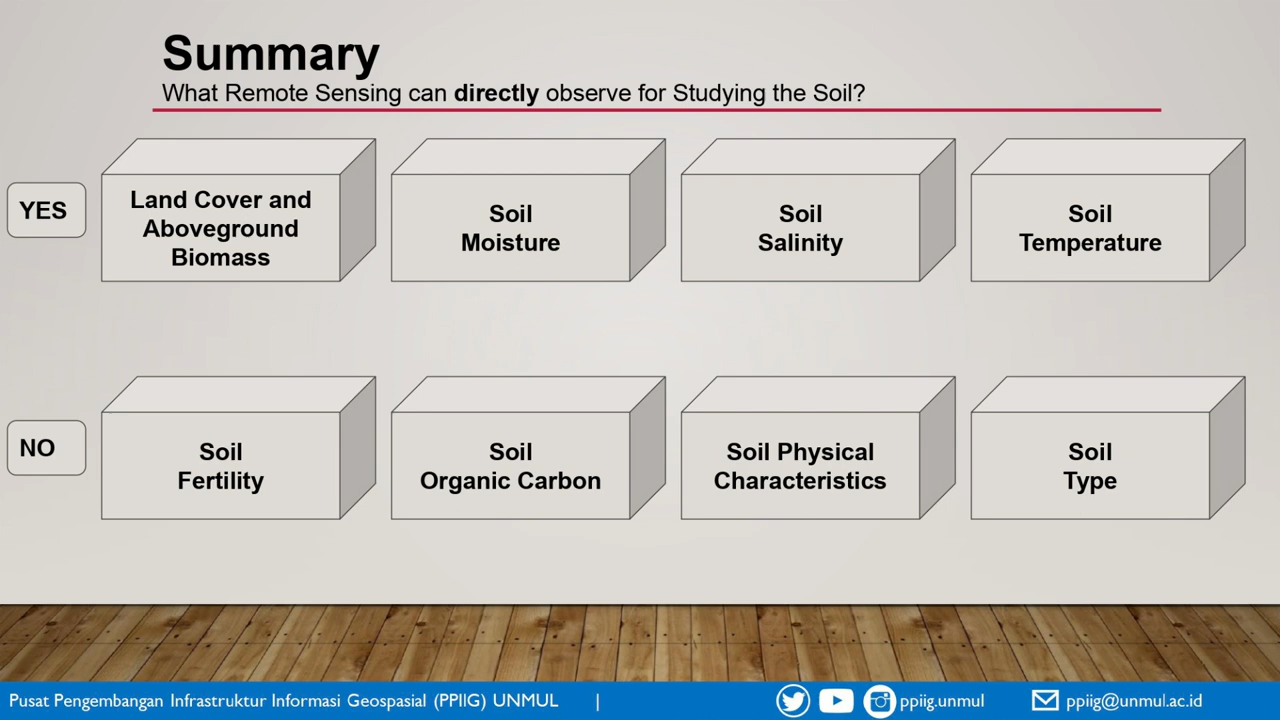 Summary
What Remote Sensing can directly observe for Studying the Soil?
YES
Land Cover and
Aboveground
Biomass
Soil
Moisture
Soil
Salinity
Soil
Temperature
NO
Soil
Fertility
Soil
Organic Carbon
Soil Physical
Characteristics
Soil
Type
Pusat Pengembangan Infrastruktur Informasi Geospasial (PPIIG) UNMUL |
ppiig.unmul
ppiig@unmul.ac.id